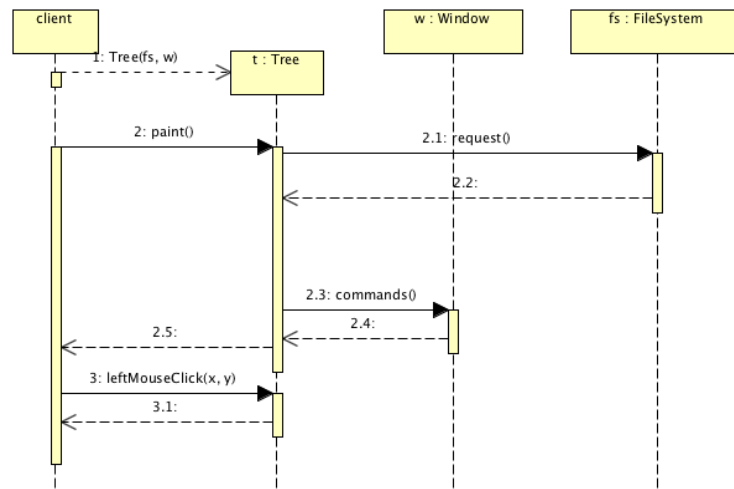 client
w : Window
fs : FileSystem
1: Tree(fs, w)
t : Tree
2: paint()
2.1: request()
2.2:
2.3: commands()
2.4:
2.5:
3: leftMouseClick(x, y)
3.1: